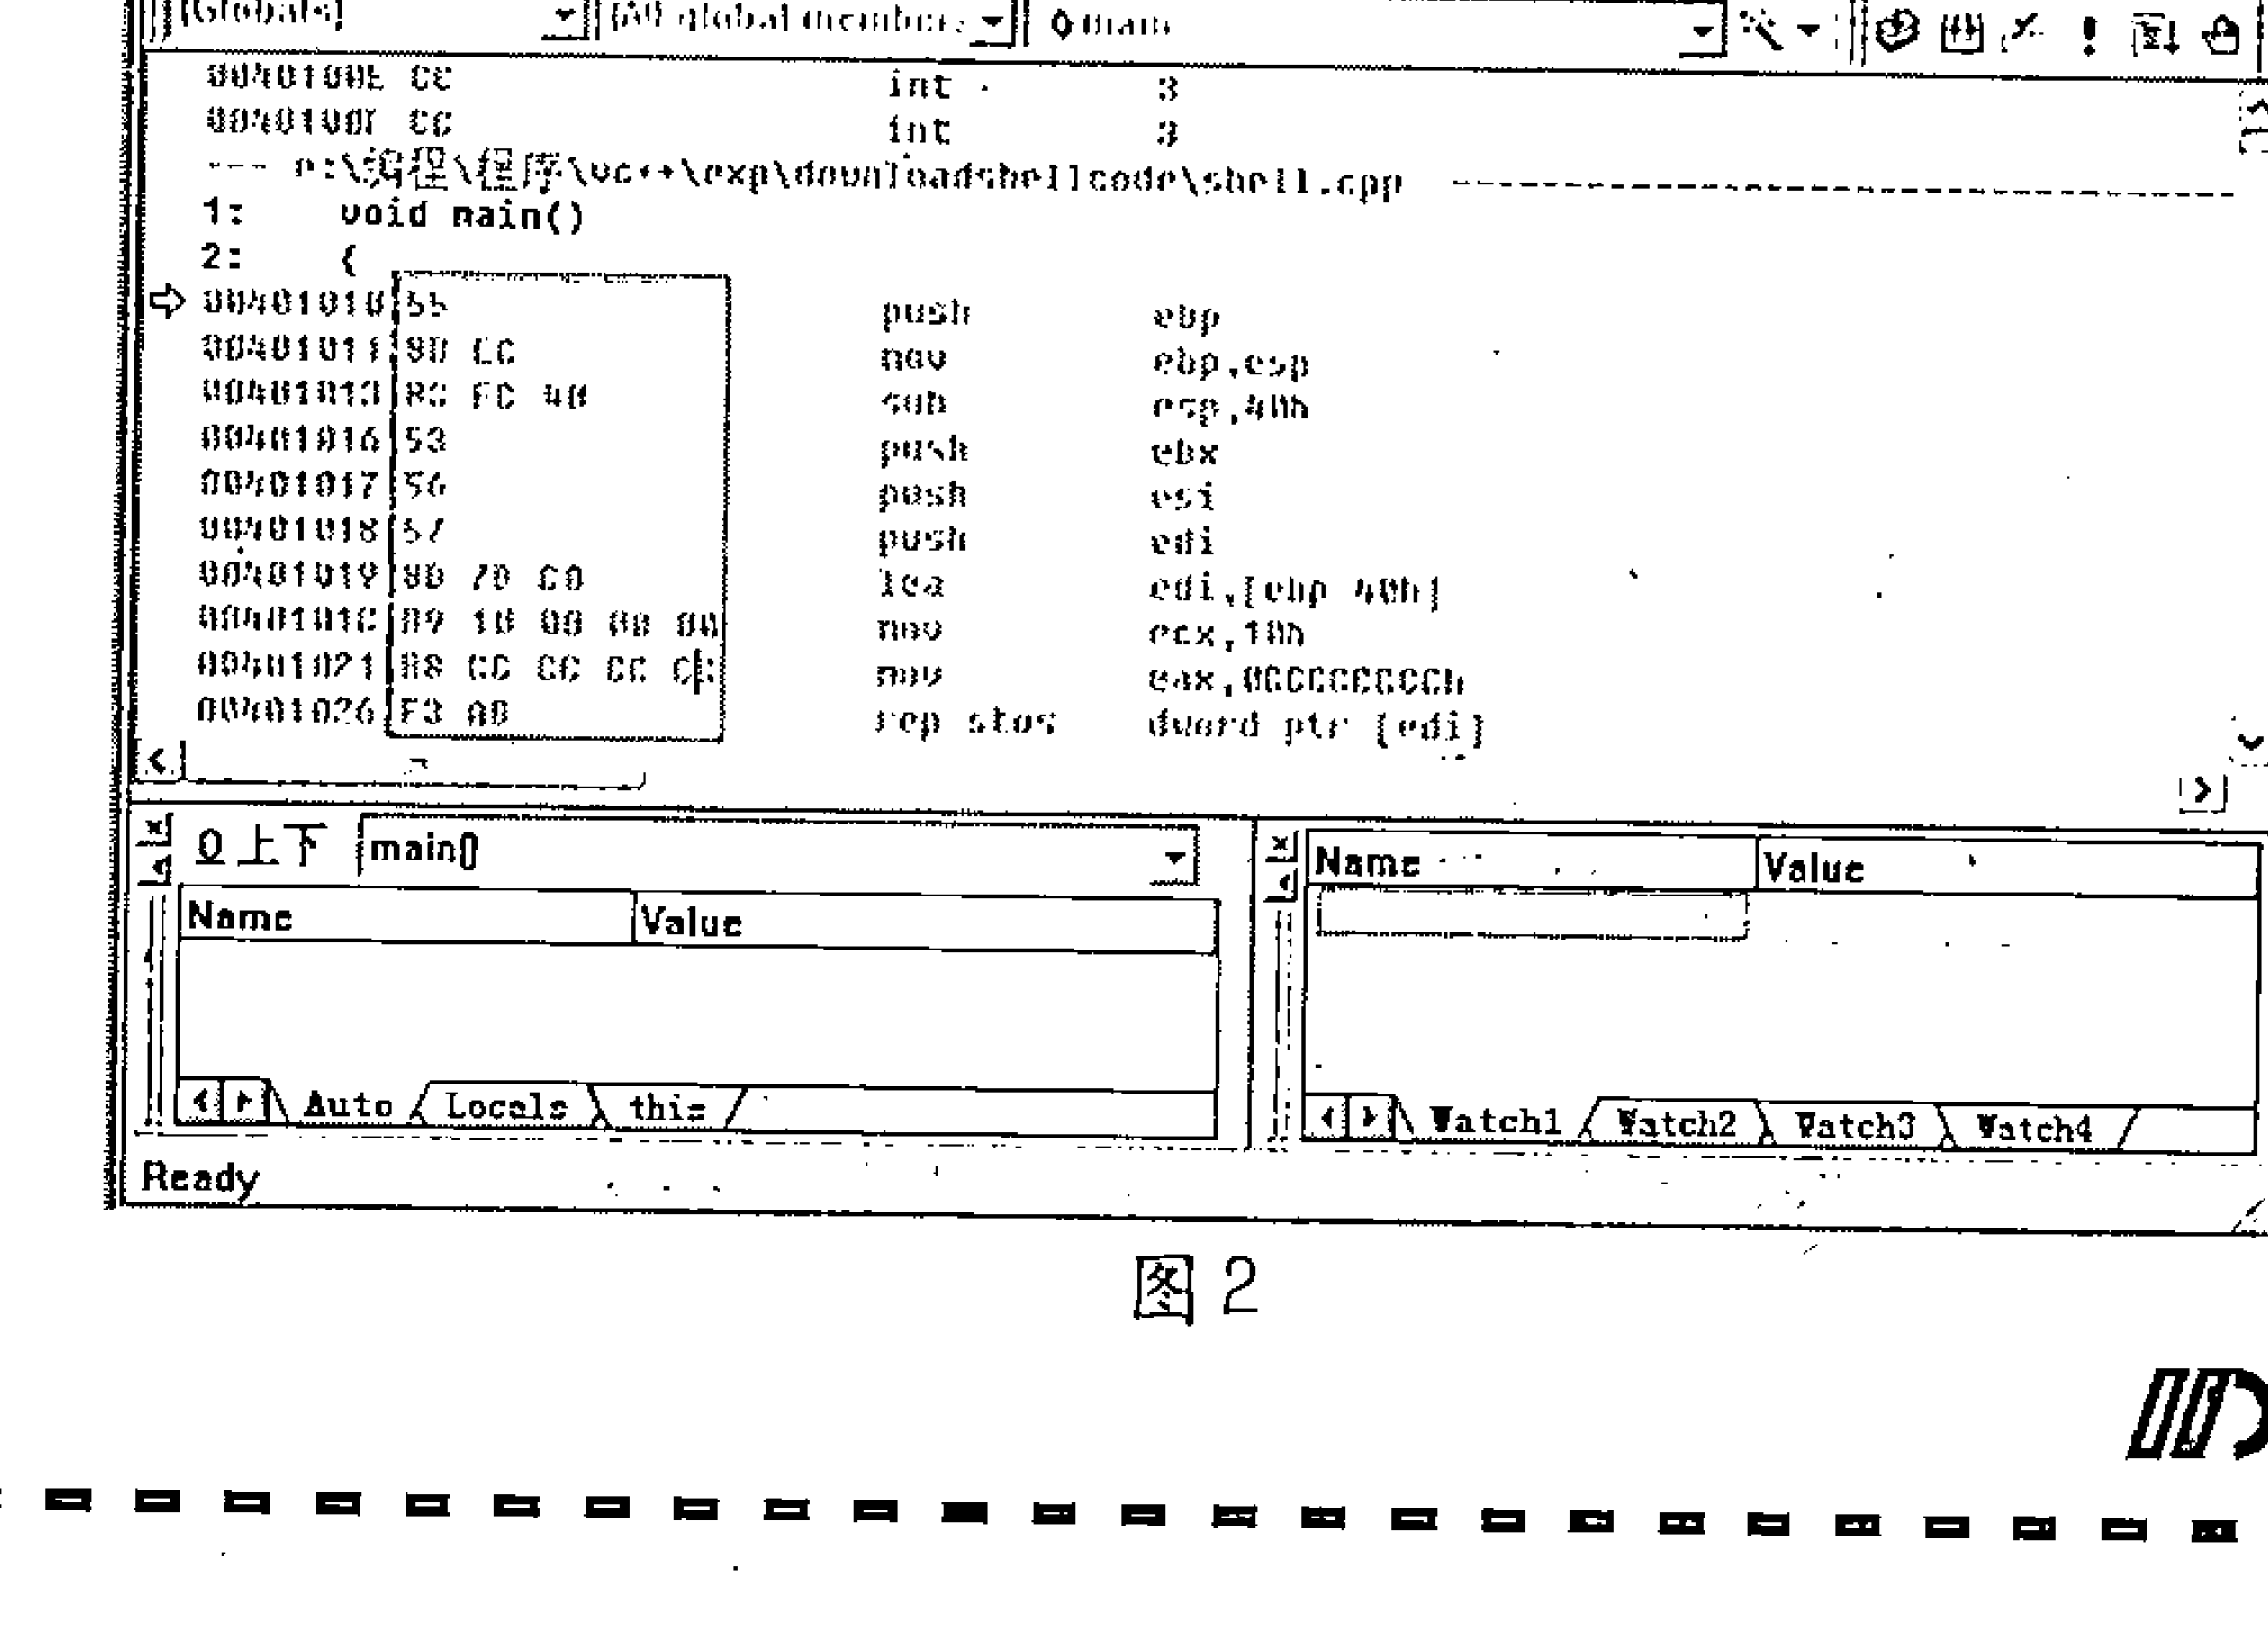 [Globals] [All global members main
0040100E CC int 3
0040100F CC int 3
--- e:\编程\程序\vc++\exp\downloadshellcode\shell.cpp
1: void main()
2: {
00401010 55 push ebp
00401011 8B EC mov ebp,esp
00401013 83 EC 40 sub esp,40h
00401016 53 push ebx
00401017 56 push esi
00401018 57 push edi
00401019 8D 7D C0 lea edi,[ebp 40h]
0040101C B9 10 00 00 00 mov ecx,10h
00401021 B8 CC CC CC CC mov eax,0CCCCCCCCh
00401026 F3 AB rep stos dword ptr [edi]
O上下 main()
Name Value
Name Value
Auto Locals this
Watch1 Watch2 Watch3 Watch4
Ready
图2